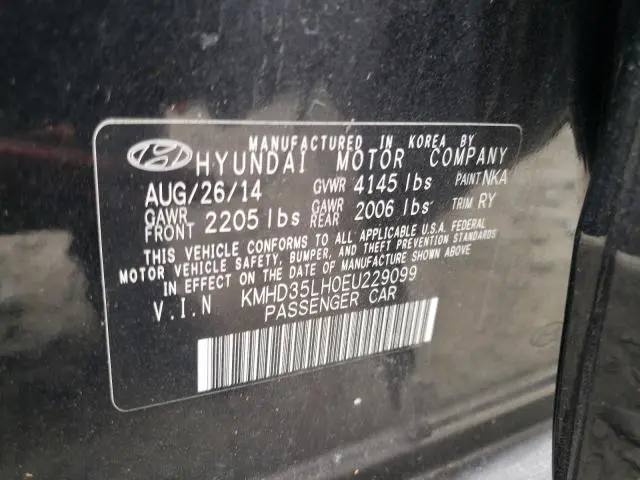 MANUFACTURED IN KOREA BY
HYUNDAI MOTOR COMPANY
AUG/26/14 GVWR 4145 lbs PAINT NKA
GAWR FRONT 2205 lbs GAWR REAR 2006 lbs TRIM RY
THIS VEHICLE CONFORMS TO ALL APPLICABLE U.S.A. FEDERAL
MOTOR VEHICLE SAFETY, BUMPER, AND THEFT PREVENTION STANDARDS
IN EFFECT ON THE DATE OF MANUFACTURE SHOWN ABOVE
V.I.N KMHD35LH0EU229099
PASSENGER CAR